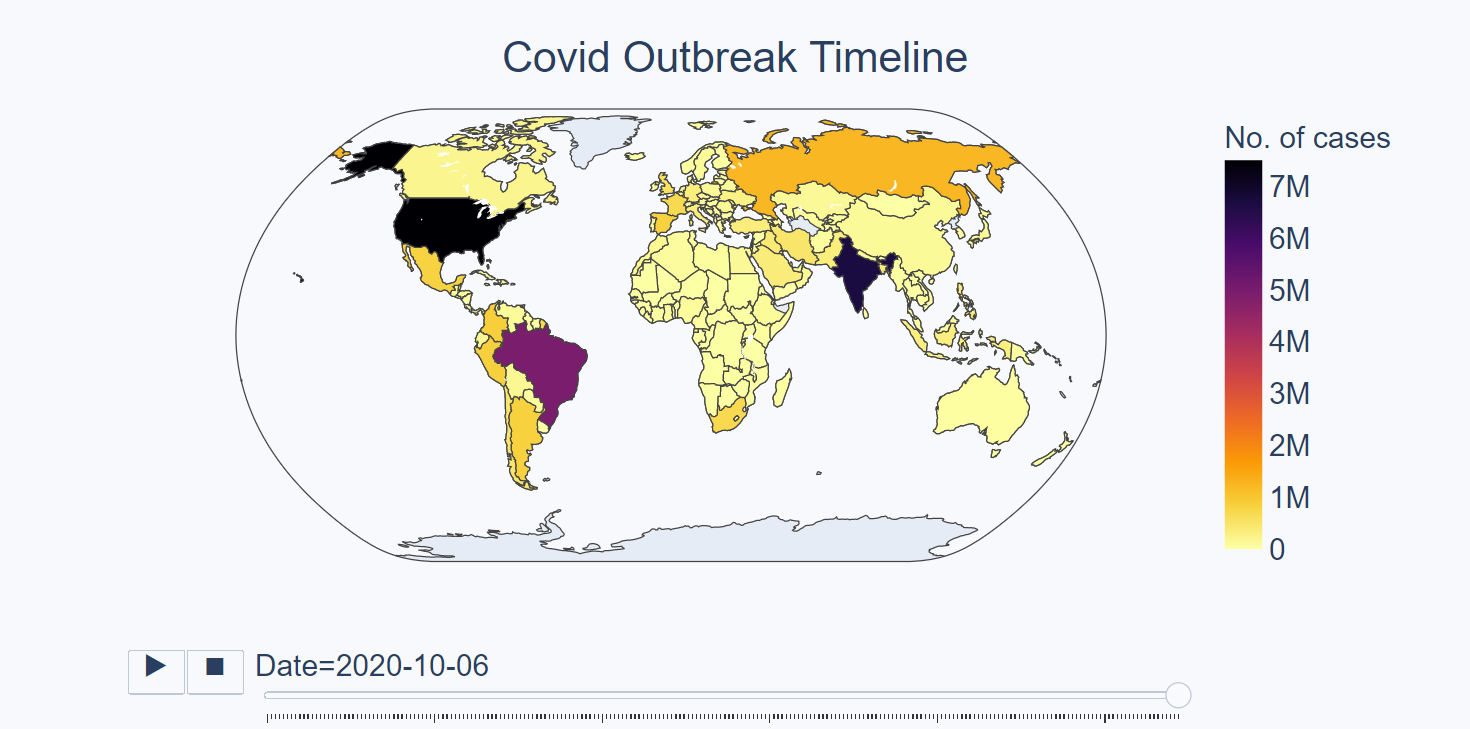 Covid Outbreak Timeline
No. of cases
7M
6M
5M
4M
3M
2M
1M
0
Date=2020-10-06